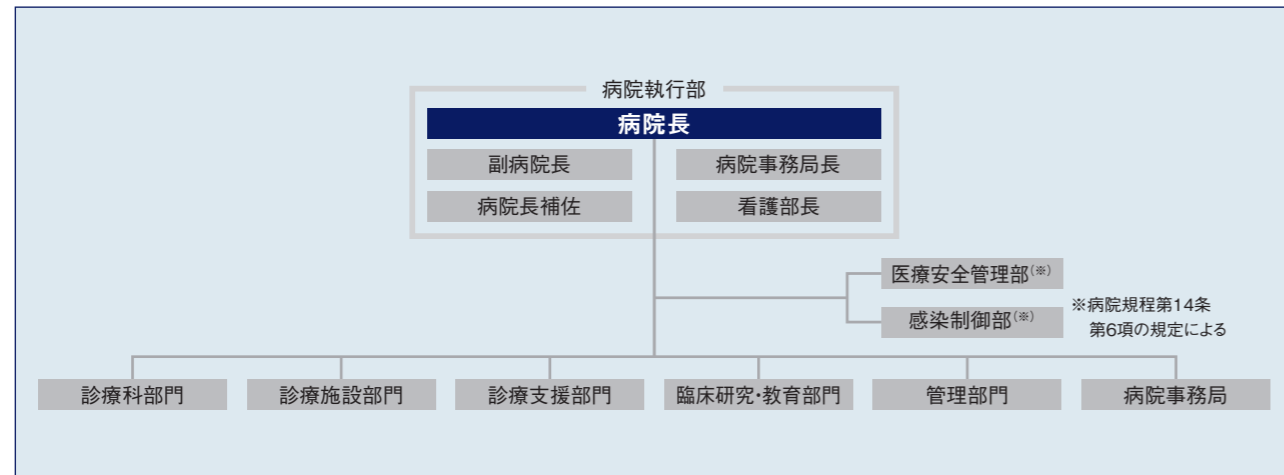 病院執行部
病院長
副病院長
病院事務局長
病院長補佐
看護部長
医療安全管理部(※)
感染制御部(※)
※病院規程第14条
第6項の規定による
診療科部門
診療施設部門
診療支援部門
臨床研究・教育部門
管理部門
病院事務局